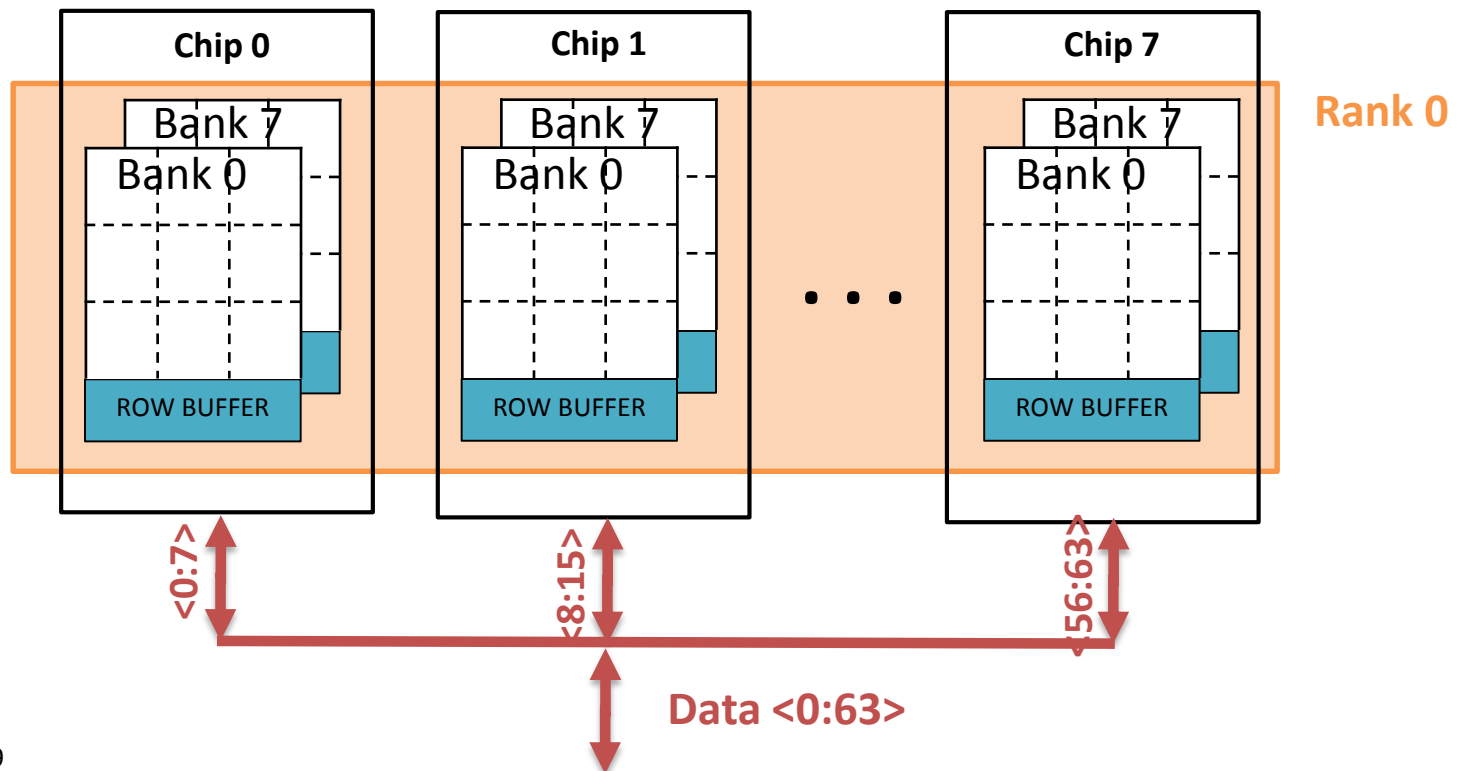 Chip 0
Chip 1
Chip 7
Rank 0
Bank 7
Bank 0
ROW BUFFER
Bank 7
Bank 0
ROW BUFFER
. . .
Bank 7
Bank 0
ROW BUFFER
<0:7>
<8:15>
<56:63>
Data <0:63>